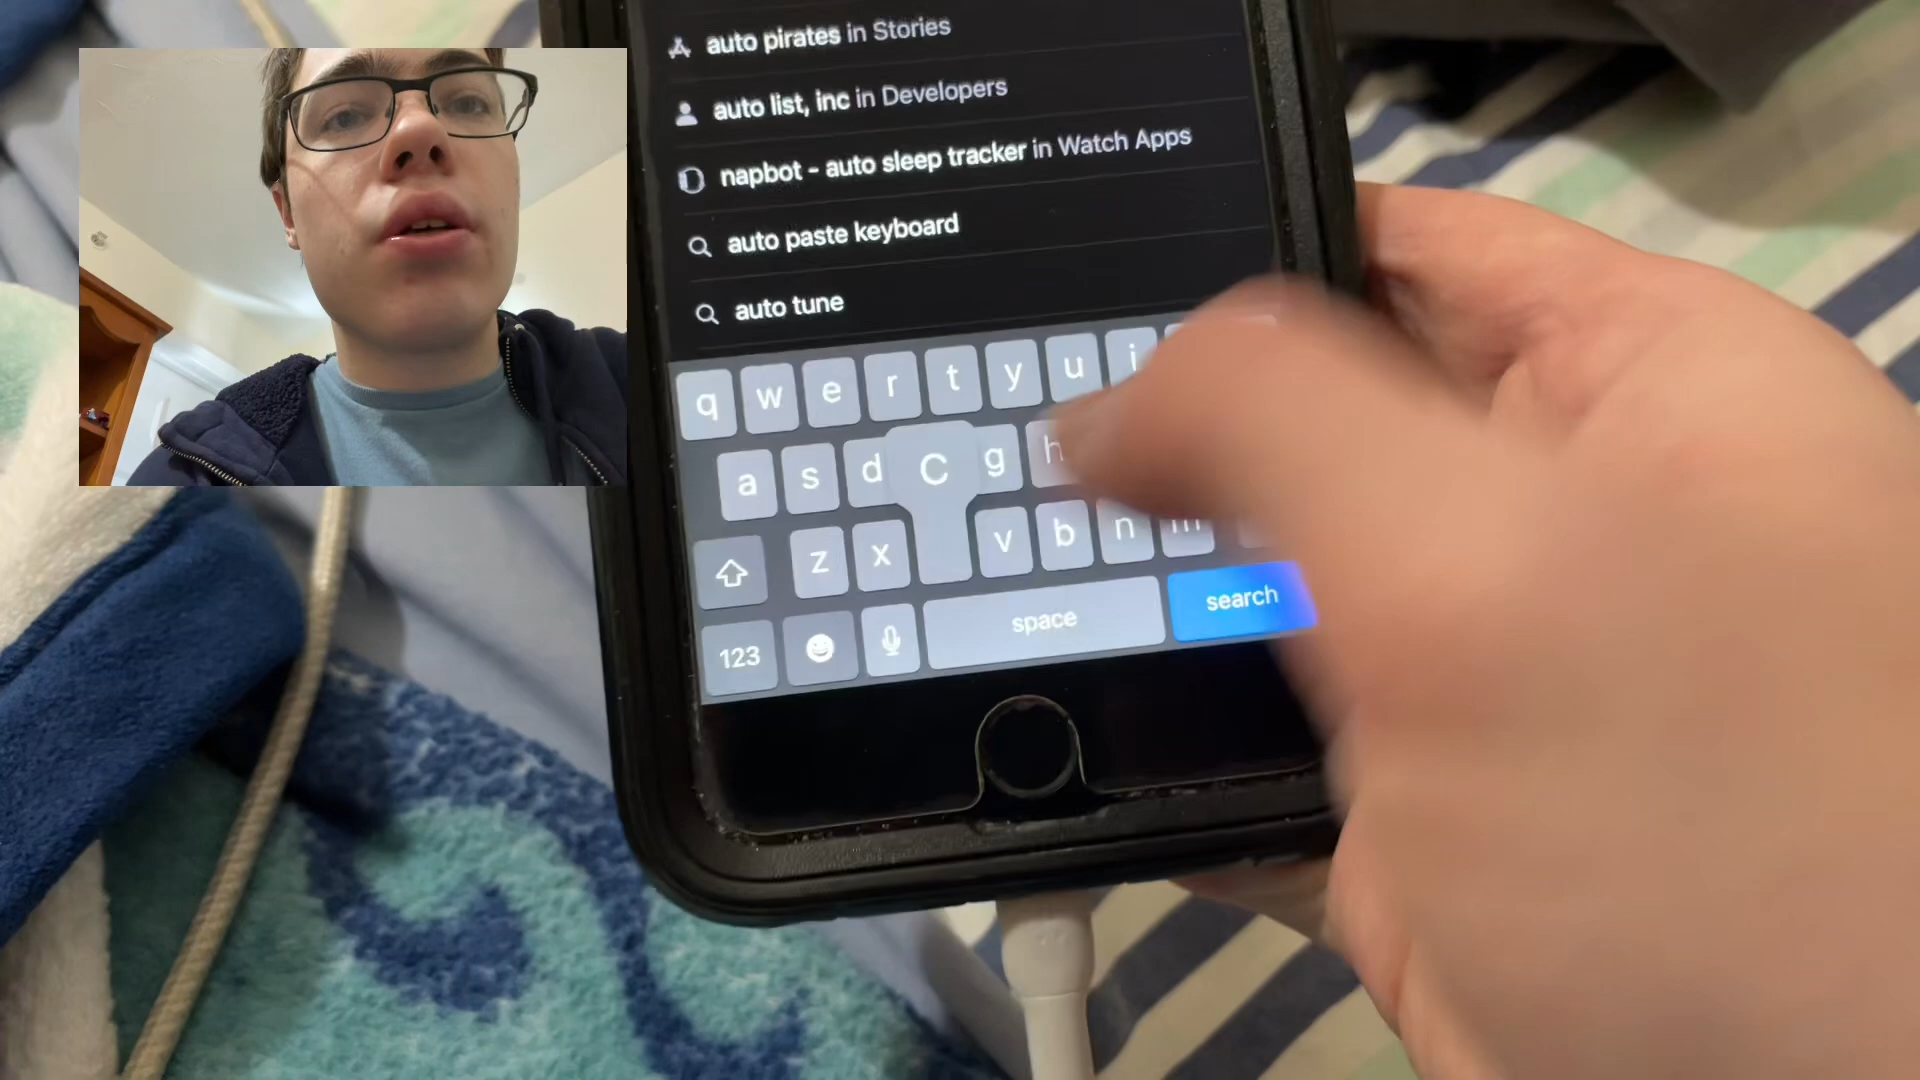 auto pirates in Stories
auto list, inc in Developers
napbot - auto sleep tracker in Watch Apps
auto paste keyboard
auto tune
q w e r t y u i
a s d C g h
z x v b n m
123 space search